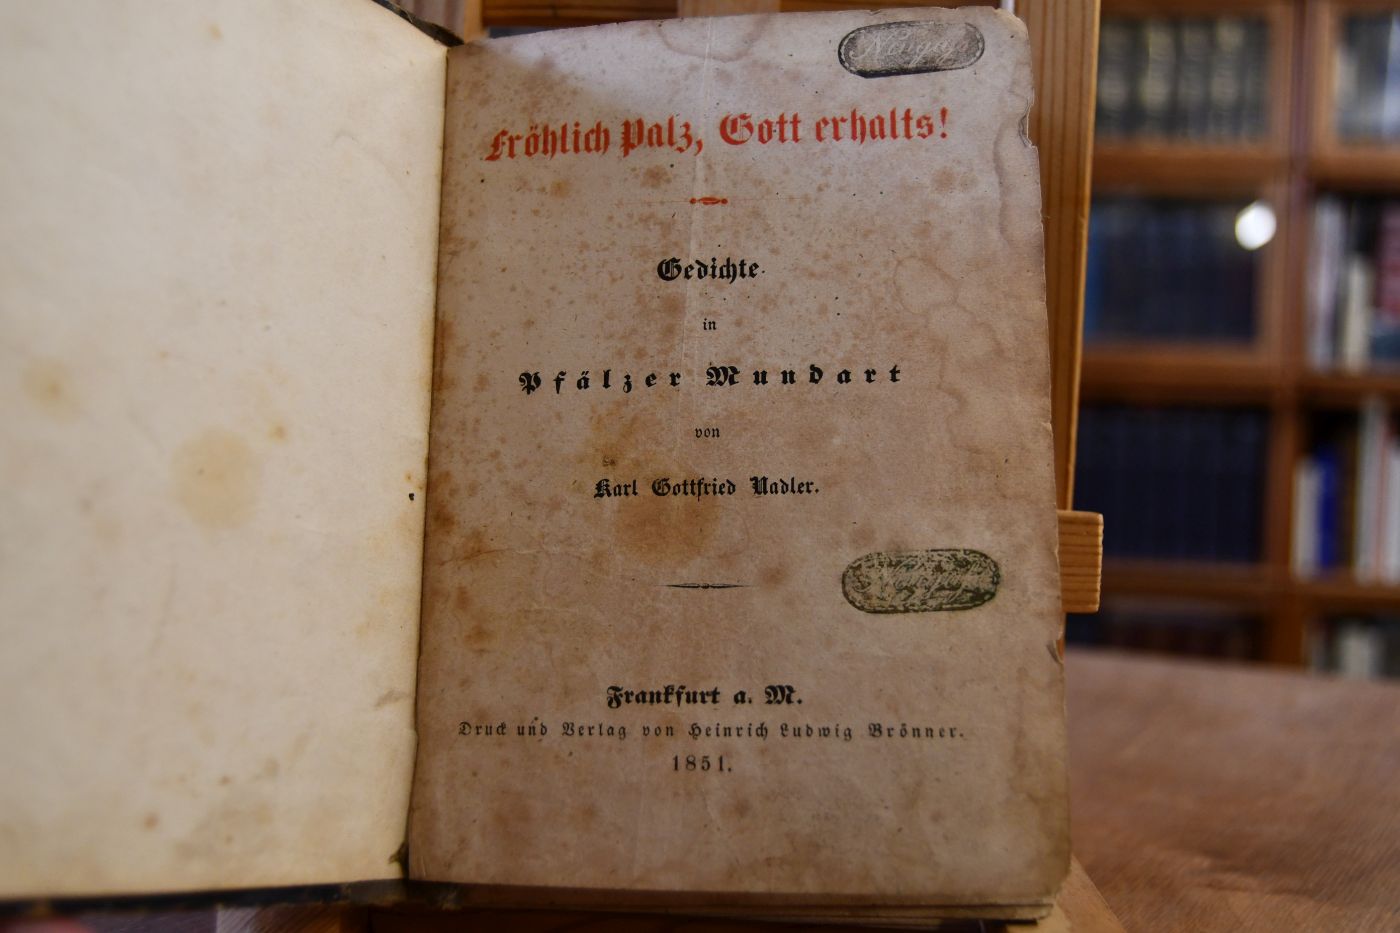 Fröhlich Palz, Gott erhalts!
Gedichte
in
Pfälzer Mundart
von
Karl Gottfried Nadler.
Frankfurt a. M.
Druck und Verlag von Heinrich Ludwig Brönner.
1851.